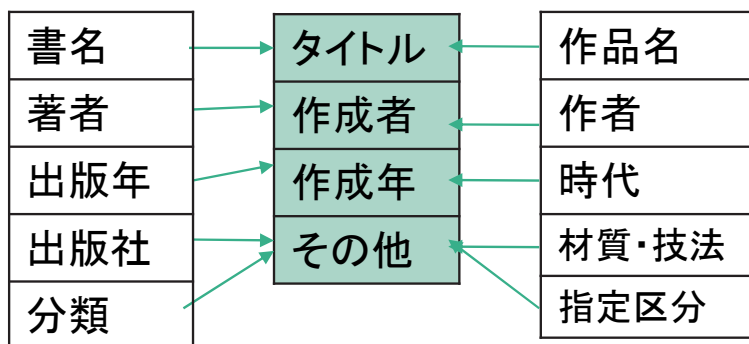 書名
著者
出版年
出版社
分類
タイトル
作成者
作成年
その他
作品名
作者
時代
材質・技法
指定区分